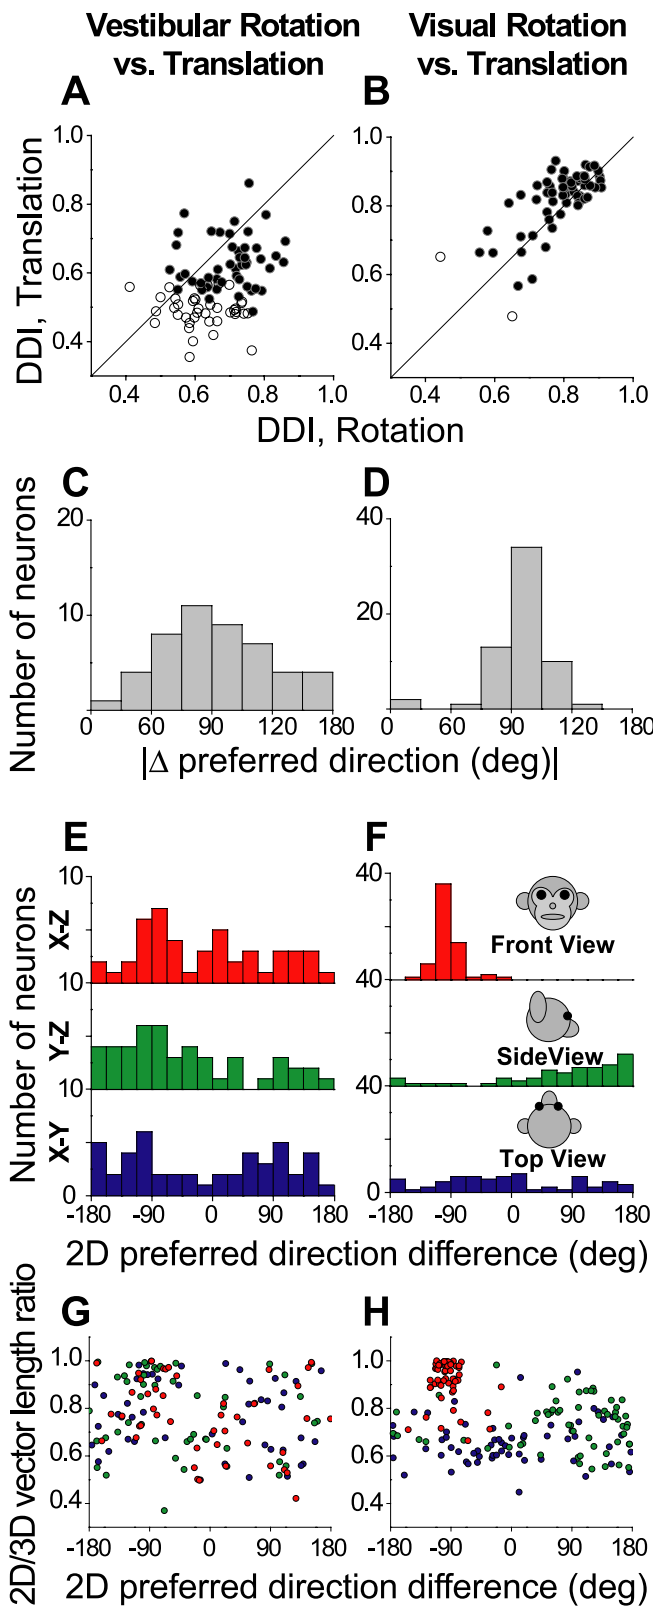 Vestibular Rotation
vs. Translation
Visual Rotation
vs. Translation
A
B
DDI, Translation
1.0
0.8
0.6
0.4
1.0
0.8
0.6
0.4
0.4 0.6 0.8 1.0
0.4 0.6 0.8 1.0
DDI, Rotation
C
D
Number of neurons
20
10
0
40
20
0
0 60 90 120 180
0 60 90 120 180
|Δ preferred direction (deg)|
E
F
Number of neurons
X-Z
Y-Z
X-Y
10
10
10
0
40
40
40
0
Front View
SideView
Top View
-180 -90 0 90 180
-180 -90 0 90 180
2D preferred direction difference (deg)
G
H
2D/3D vector length ratio
1.0
0.8
0.6
0.4
1.0
0.8
0.6
0.4
-180 -90 0 90 180
-180 -90 0 90 180
2D preferred direction difference (deg)